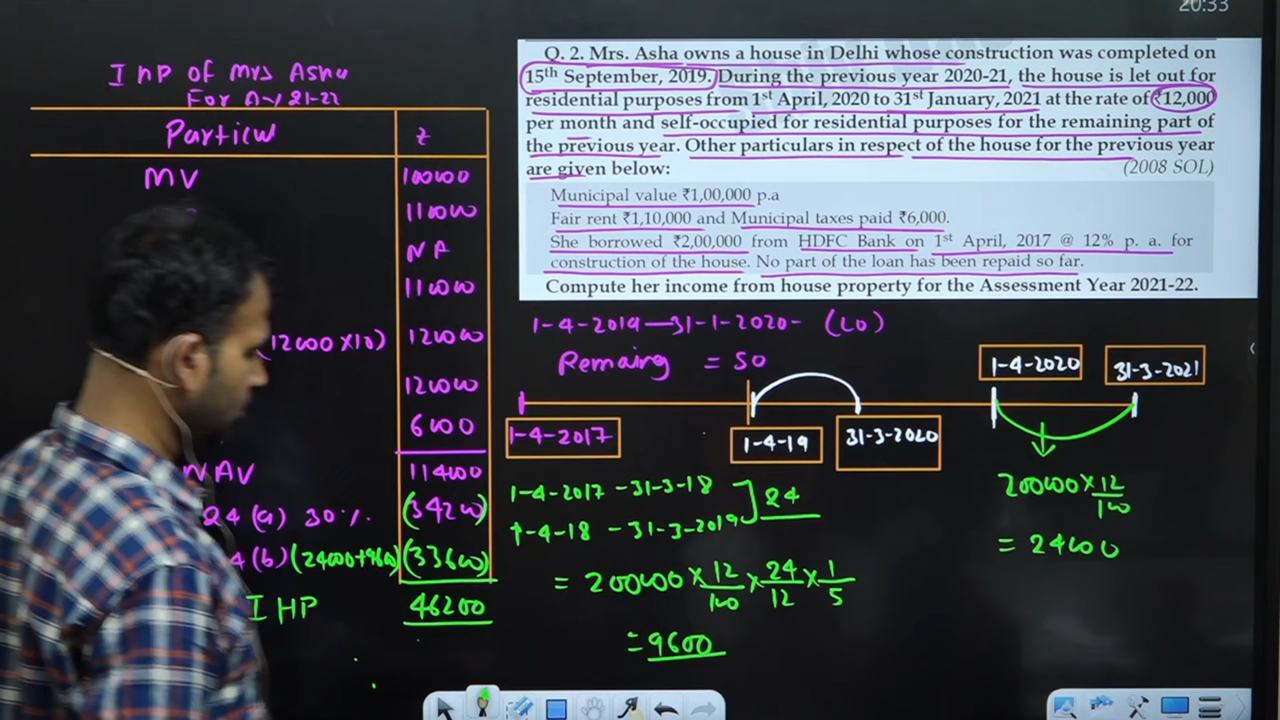 20:33
I HP of Mrs Asha
For A-Y 21-22
Particul ₹
MV 100000
110000
NA
110000
(12000 × 10) 120000
120000
6000
NAV 114000
24 (a) 30%. (34200)
4 (b) (24000+9600) (33600)
I HP 46200
Q. 2. Mrs. Asha owns a house in Delhi whose construction was completed on
15th September, 2019. During the previous year 2020-21, the house is let out for
residential purposes from 1st April, 2020 to 31st January, 2021 at the rate of ₹12,000
per month and self-occupied for residential purposes for the remaining part of
the previous year. Other particulars in respect of the house for the previous year
are given below: (2008 SOL)
Municipal value ₹1,00,000 p.a
Fair rent ₹1,10,000 and Municipal taxes paid ₹6,000.
She borrowed ₹2,00,000 from HDFC Bank on 1st April, 2017 @ 12% p. a. for
construction of the house. No part of the loan has been repaid so far.
Compute her income from house property for the Assessment Year 2021-22.
1-4-2019—31-1-2020- (LO)
Remaing = SO
1-4-2020 31-3-2021
1-4-2017 1-4-19 31-3-2020
1-4-2017 - 31-3-18
1-4-18 - 31-3-2019 ] 24
= 200000 × 12/100 × 24/12 × 1/5
= 9600
200000 × 12/100
= 24000